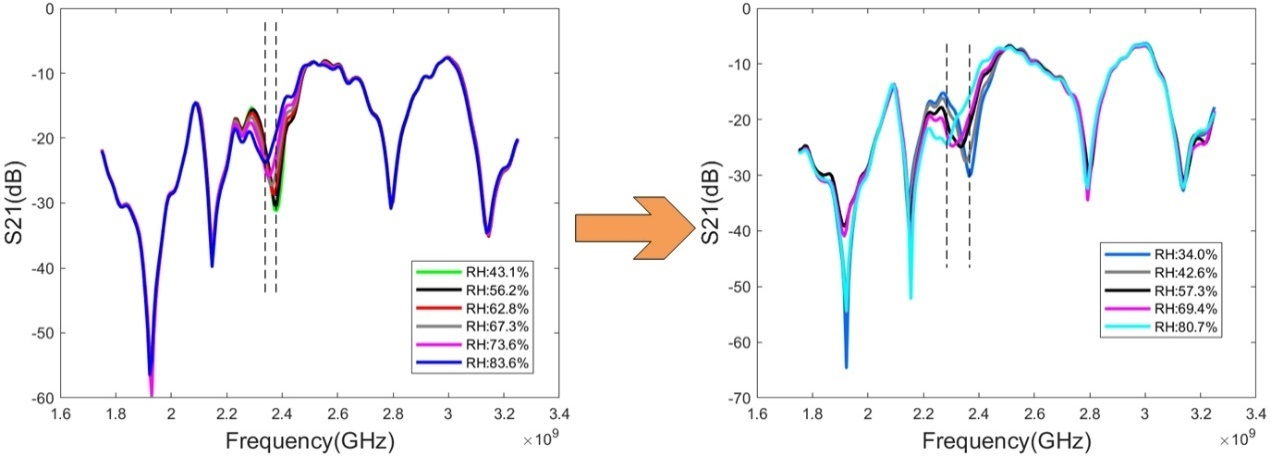 0
-10
-20
-30
-40
-50
-60
S21(dB)
1.6 1.8 2 2.2 2.4 2.6 2.8 3 3.2 3.4
Frequency(GHz)
×10⁹
RH:43.1%
RH:56.2%
RH:62.8%
RH:67.3%
RH:73.6%
RH:83.6%
0
-10
-20
-30
-40
-50
-60
-70
S21(dB)
1.6 1.8 2 2.2 2.4 2.6 2.8 3 3.2 3.4
Frequency(GHz)
×10⁹
RH:34.0%
RH:42.6%
RH:57.3%
RH:69.4%
RH:80.7%